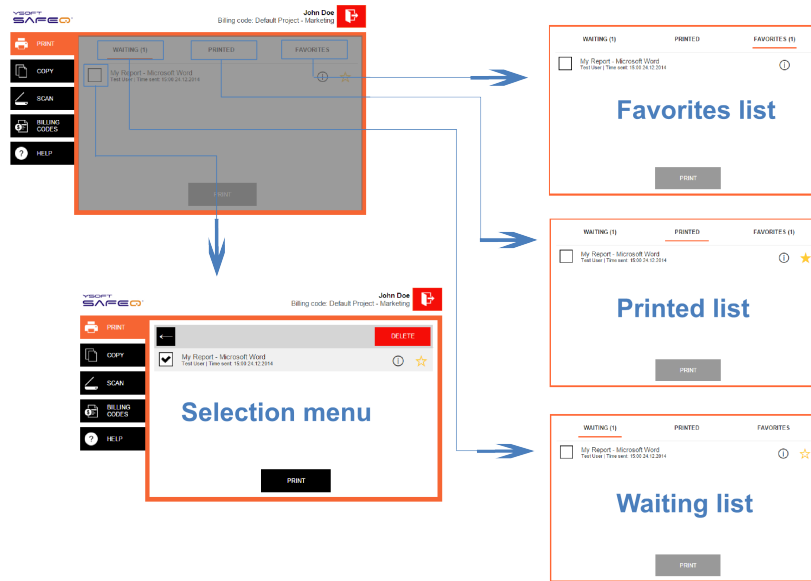 YSOFT
SAFEQ
John Doe
Billing code: Default Project - Marketing
PRINT
COPY
SCAN
BILLING
CODES
HELP
WAITING (1)
PRINTED
FAVORITES
My Report - Microsoft Word
Test User | Time sent: 15:00 24.12.2014
PRINT
WAITING (1)
PRINTED
FAVORITES (1)
My Report - Microsoft Word
Test User | Time sent: 15:00 24.12.2014
Favorites list
PRINT
WAITING (1)
PRINTED
FAVORITES (1)
My Report - Microsoft Word
Test User | Time sent: 15:00 24.12.2014
Printed list
PRINT
YSOFT
SAFEQ
John Doe
Billing code: Default Project - Marketing
PRINT
COPY
SCAN
BILLING
CODES
HELP
DELETE
My Report - Microsoft Word
Test User | Time sent: 15:00 24.12.2014
Selection menu
PRINT
WAITING (1)
PRINTED
FAVORITES
My Report - Microsoft Word
Test User | Time sent: 15:00 24.12.2014
Waiting list
PRINT